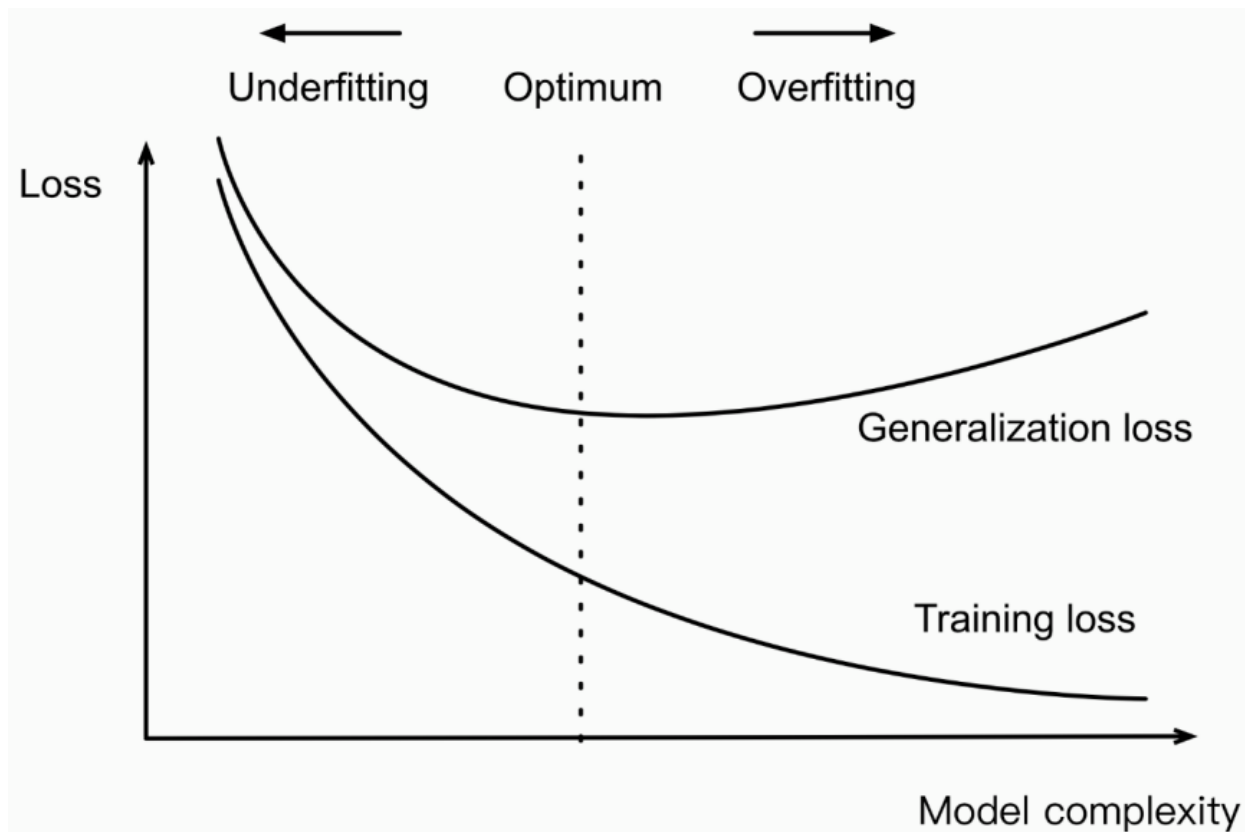 Underfitting Optimum Overfitting
Loss
Generalization loss
Training loss
Model complexity